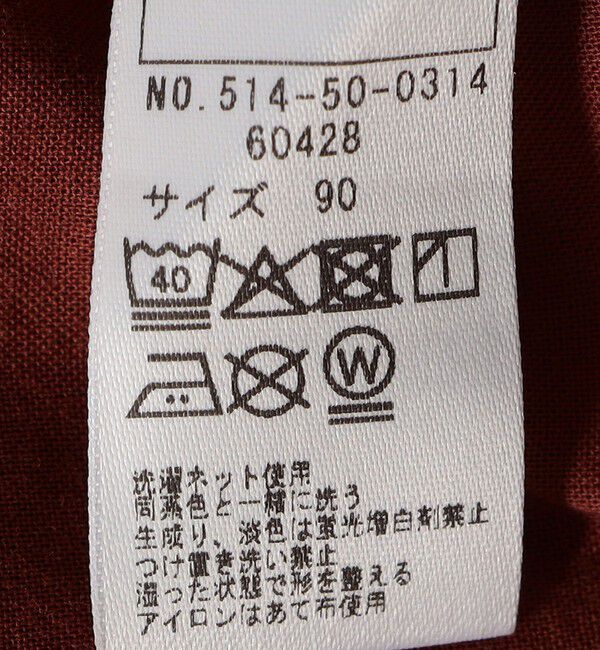 NO.514-50-0314
60428
サイズ 90
40
W
洗濯ネット使用
同系色と一緒に洗う
生成り、淡色は蛍光増白剤禁止
つけ置き洗い禁止
湿った状態で形を整える
アイロンはあて布使用